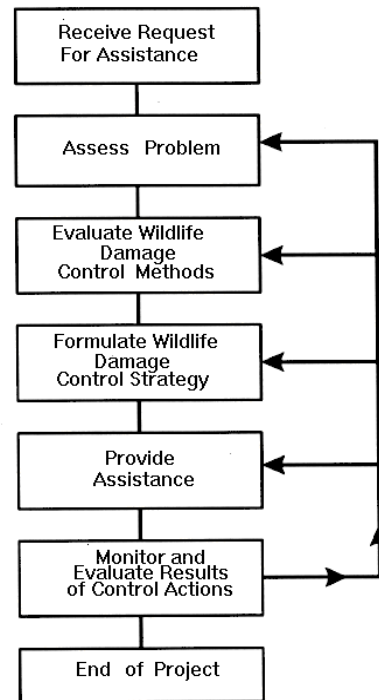 Receive Request
For Assistance
Assess Problem
Evaluate Wildlife
Damage
Control Methods
Formulate Wildlife
Damage
Control Strategy
Provide
Assistance
Monitor and
Evaluate Results
of Control Actions
End of Project